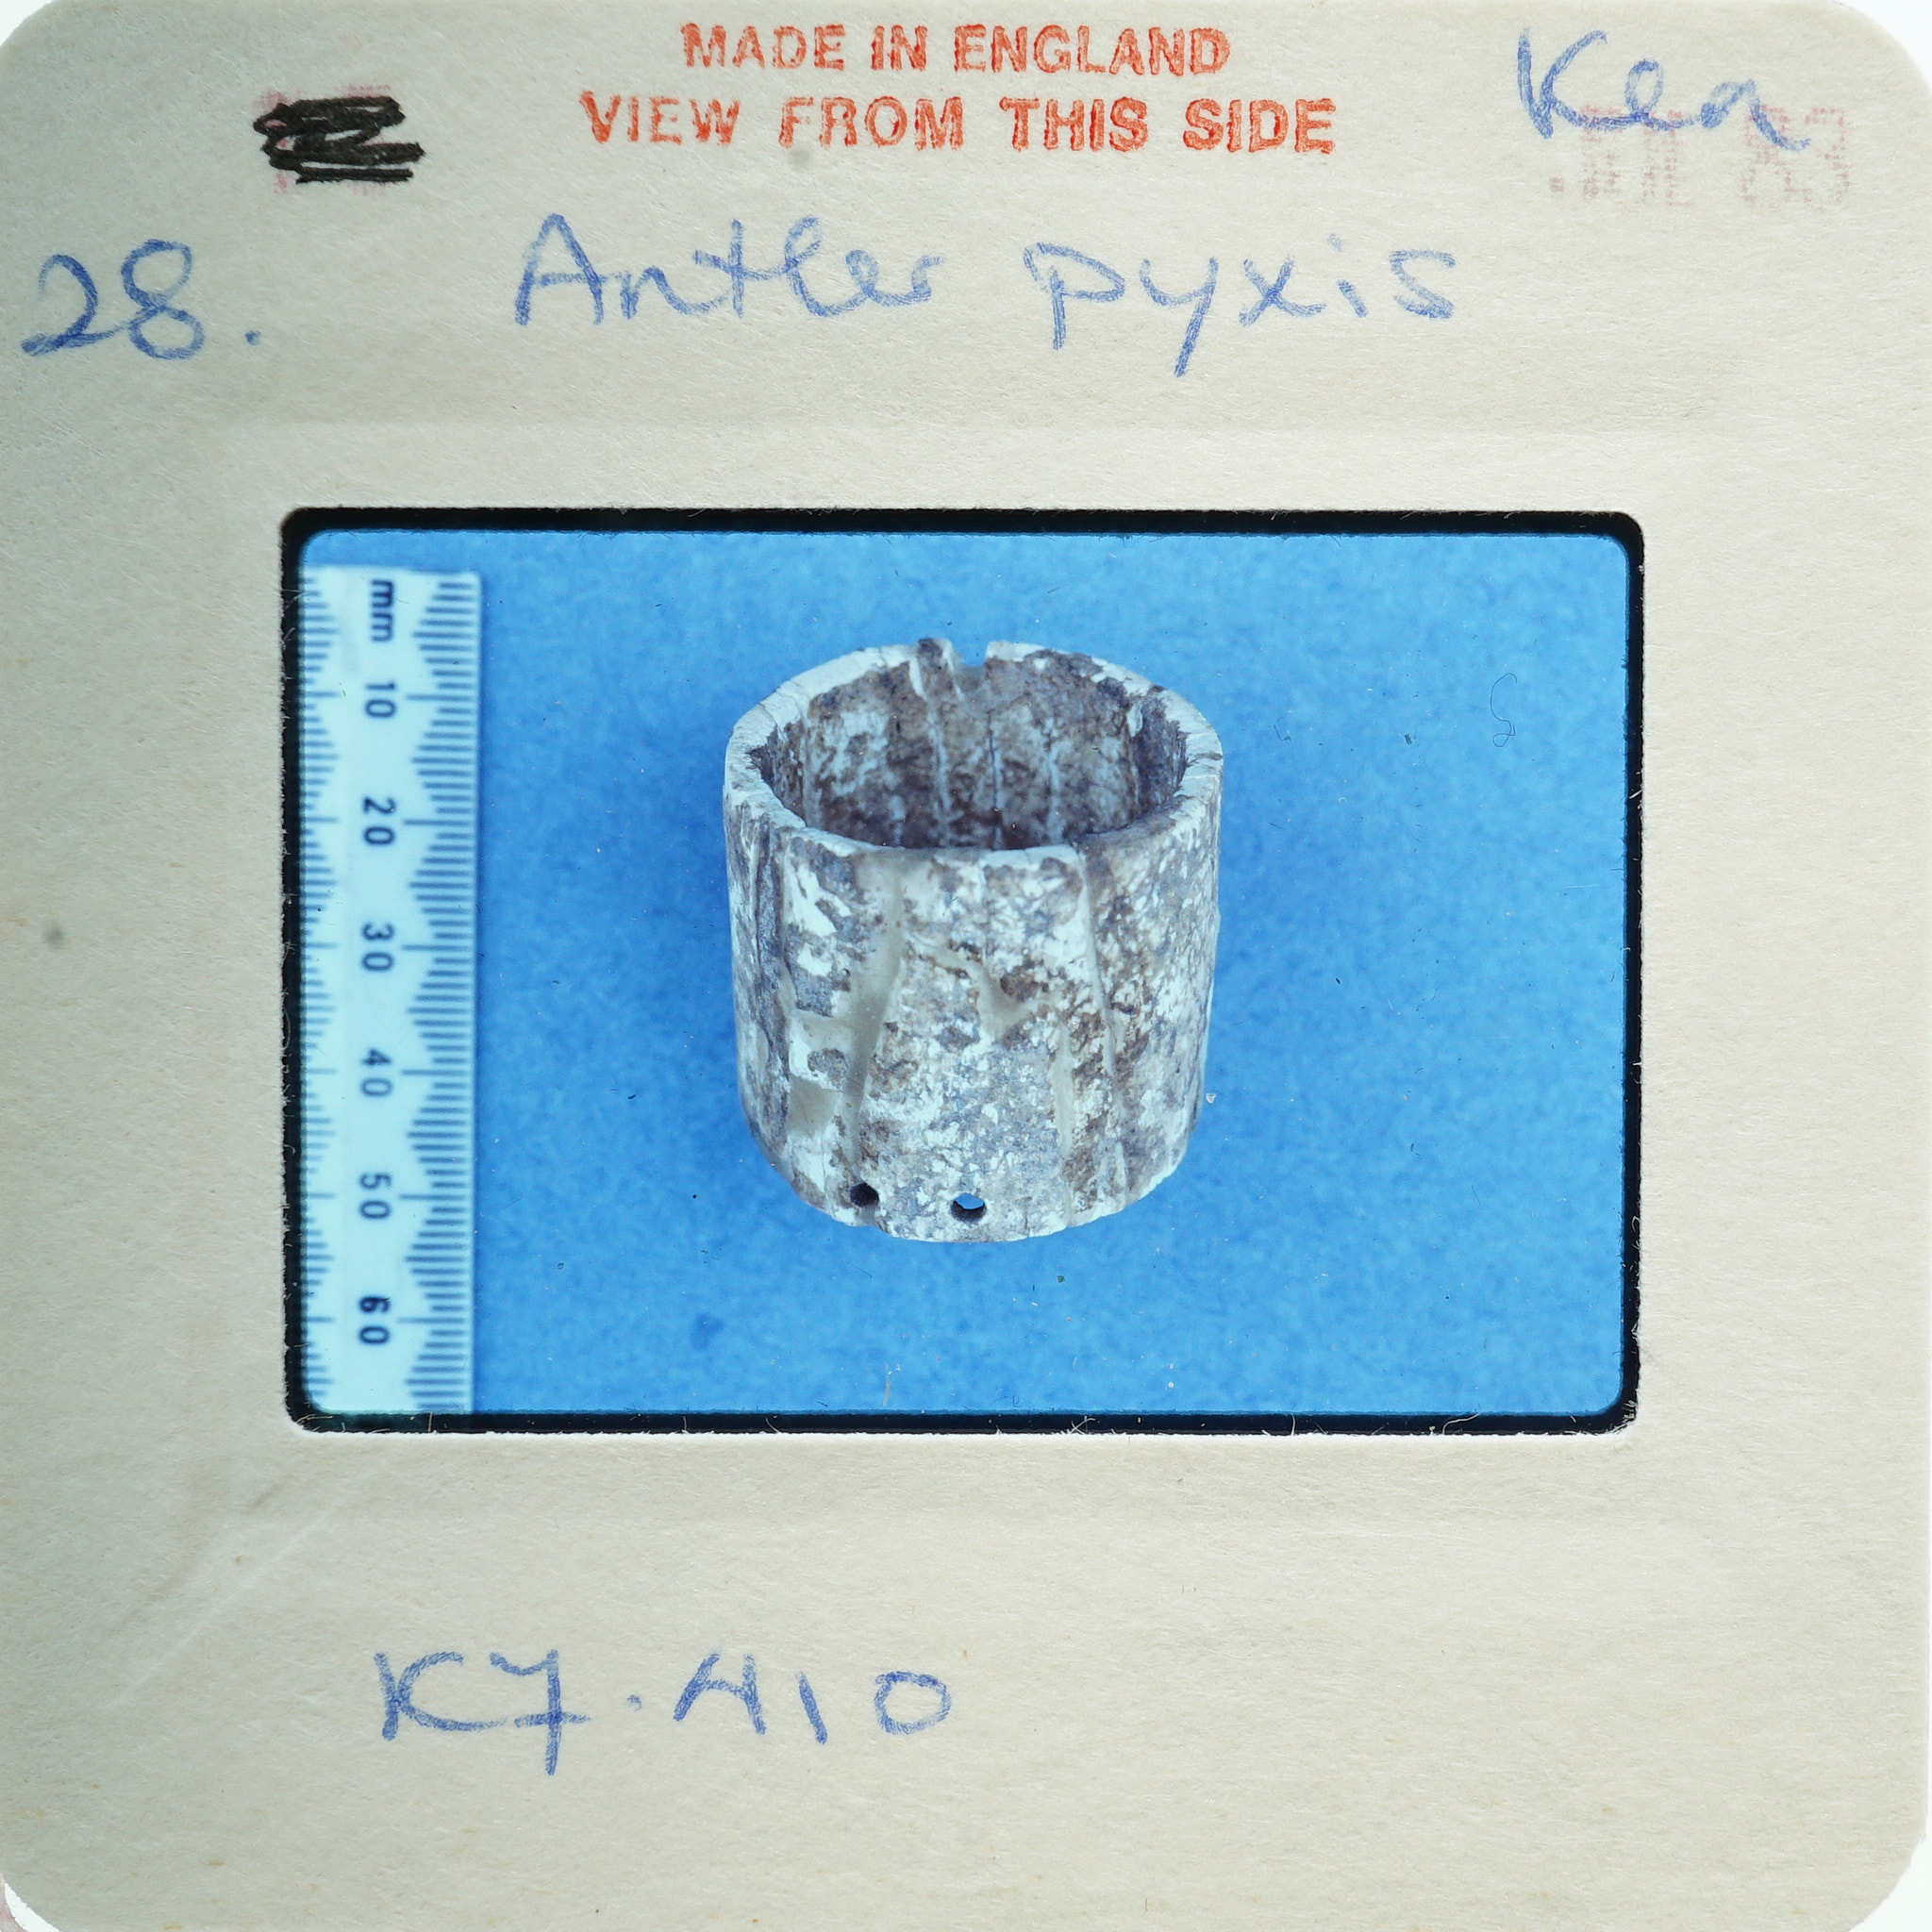 MADE IN ENGLAND
VIEW FROM THIS SIDE
Kea
28. Antler pyxis
mm
10
20
30
40
50
60
K7.410